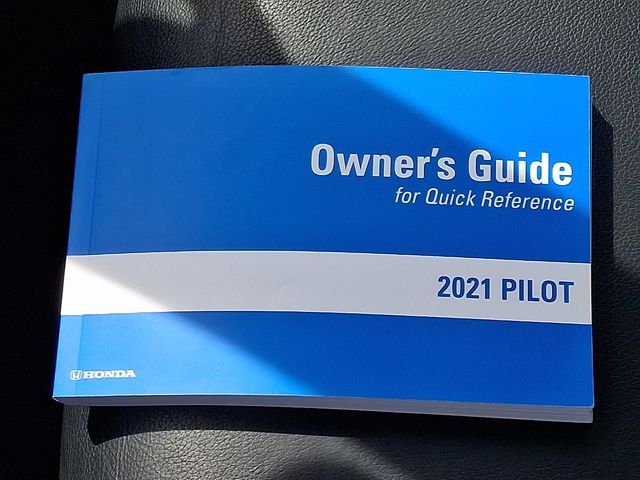 Owner's Guide
for Quick Reference
2021 PILOT
HONDA